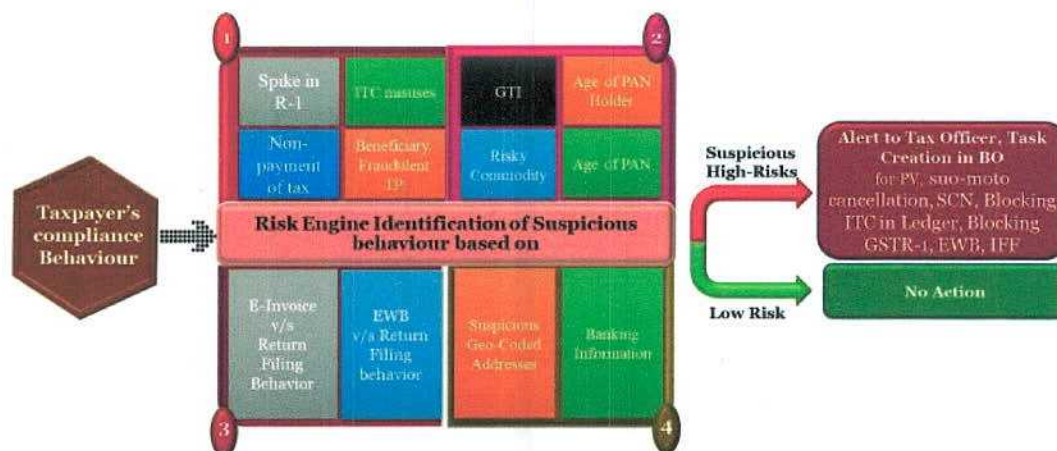 1
2
Spike in
R-1
ITC misuses
GTI
Age of PAN
Holder
Non-
payment
of tax
Beneficiary
Fraudulent
TP
Risky
Commodity
Age of PAN
Taxpayer's
compliance
Behaviour
Risk Engine Identification of Suspicious
behaviour based on
E-Invoice
v/s
Return
Filing
Behavior
EWB
v/s Return
Filing
behavior
Suspicious
Geo-Coded
Addresses
Banking
Information
3
4
Suspicious
High-Risks
Low Risk
Alert to Tax Officer, Task
Creation in BO
for PV, suo-moto
cancellation, SCN, Blocking
ITC in Ledger, Blocking
GSTR-1, EWB, IFF
No Action